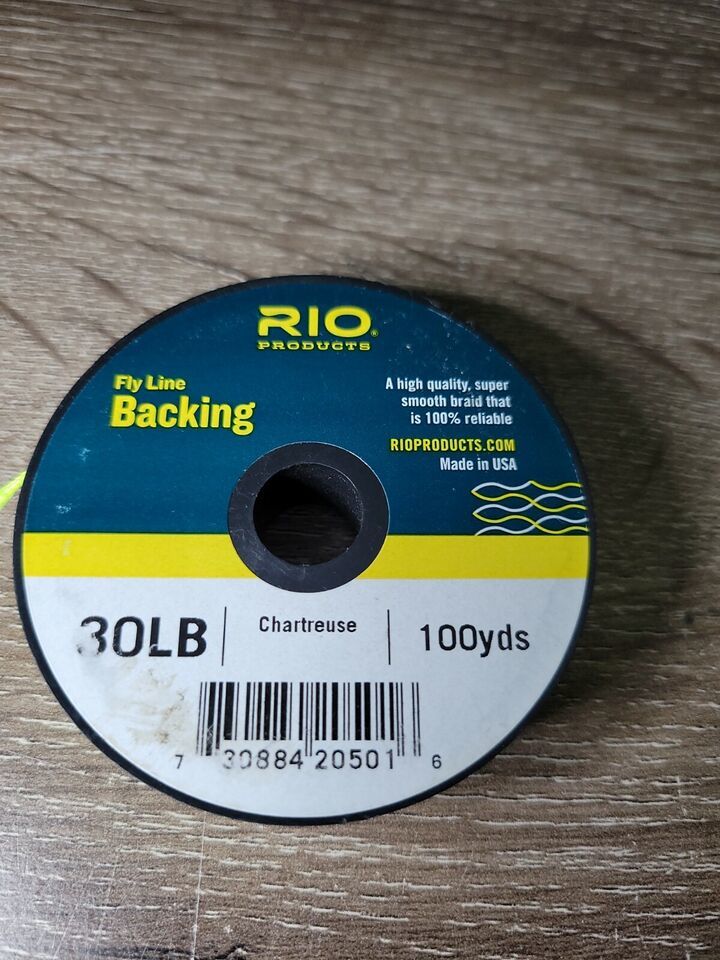 RIO®
PRODUCTS
Fly Line
Backing
A high quality, super
smooth braid that
is 100% reliable
RIOPRODUCTS.COM
Made in USA
30LB
Chartreuse
100yds
7 30884 20501 6